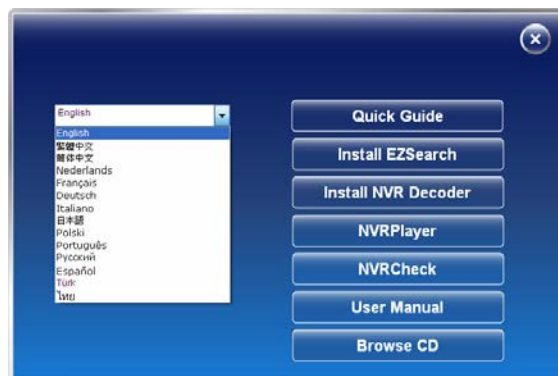 English
English
繁體中文
簡体中文
Nederlands
Français
Deutsch
Italiano
日本語
Polski
Português
Русский
Español
Türk
ไทย
Quick Guide
Install EZSearch
Install NVR Decoder
NVRPlayer
NVRCheck
User Manual
Browse CD